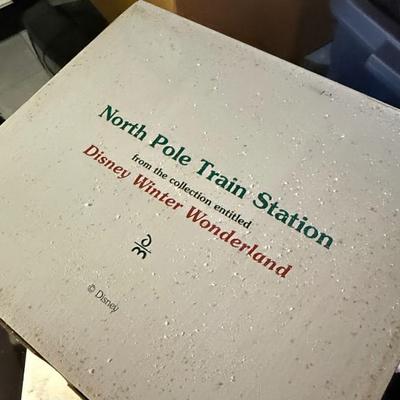 North Pole Train Station
from the collection entitled
Disney Winter Wonderland
© Disney